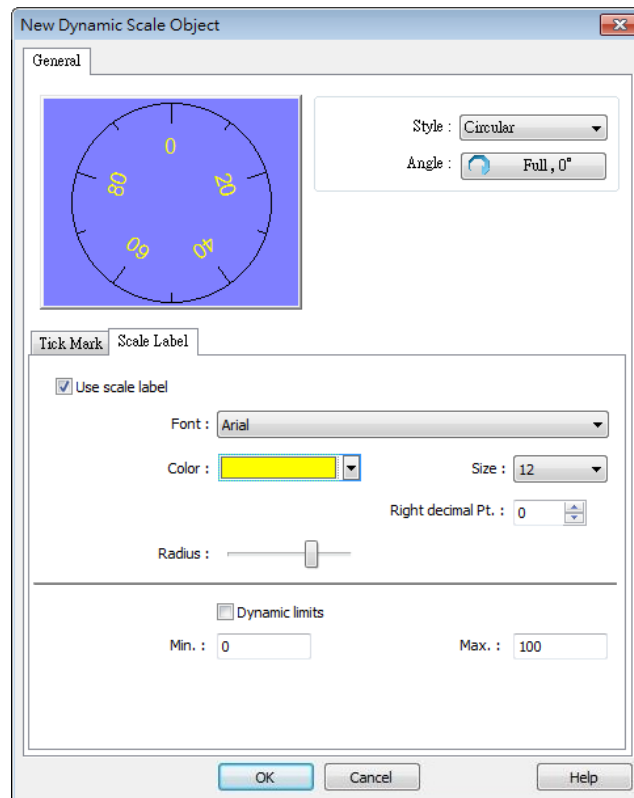 New Dynamic Scale Object
General
0
20
40
60
80
Style : Circular
Angle : Full , 0°
Tick Mark Scale Label
Use scale label
Font : Arial
Color : Size : 12
Right decimal Pt. : 0
Radius :
Dynamic limits
Min. : 0 Max. : 100
OK Cancel Help